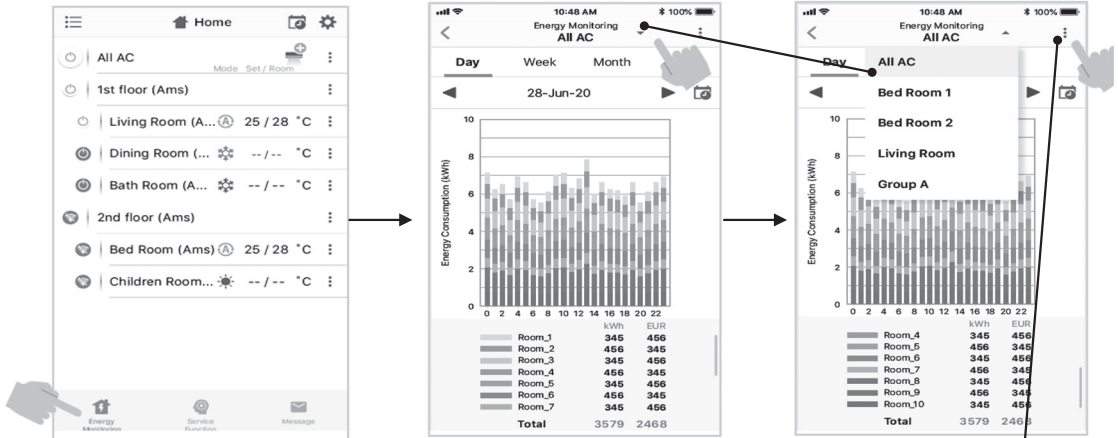 Home
All AC
Mode Set / Room
1st floor (Ams)
Living Room (A... A 25 / 28 °C
Dining Room (... -- / -- °C
Bath Room (A... -- / -- °C
2nd floor (Ams)
Bed Room (Ams) A 25 / 28 °C
Children Room... -- / -- °C
Energy Monitoring
Service Function
Message
10:48 AM 100%
Energy Monitoring
All AC
Day Week Month
28-Jun-20
Energy Consumption (kWh)
10
8
6
4
2
0
0 2 4 6 8 10 12 14 16 18 20 22
kWh EUR
Room_1 345 456
Room_2 456 345
Room_3 345 456
Room_4 456 345
Room_5 345 456
Room_6 456 345
Room_7 345 456
Total 3579 2468
10:48 AM 100%
Energy Monitoring
All AC
Day
All AC
Bed Room 1
Bed Room 2
Living Room
Group A
Energy Consumption (kWh)
10
8
6
4
2
0
0 2 4 6 8 10 12 14 16 18 20 22
kWh EUR
Room_4 345 456
Room_5 456 345
Room_6 345 456
Room_7 456 345
Room_8 345 456
Room_9 456 345
Room_10 345 456
Total 3579 2468